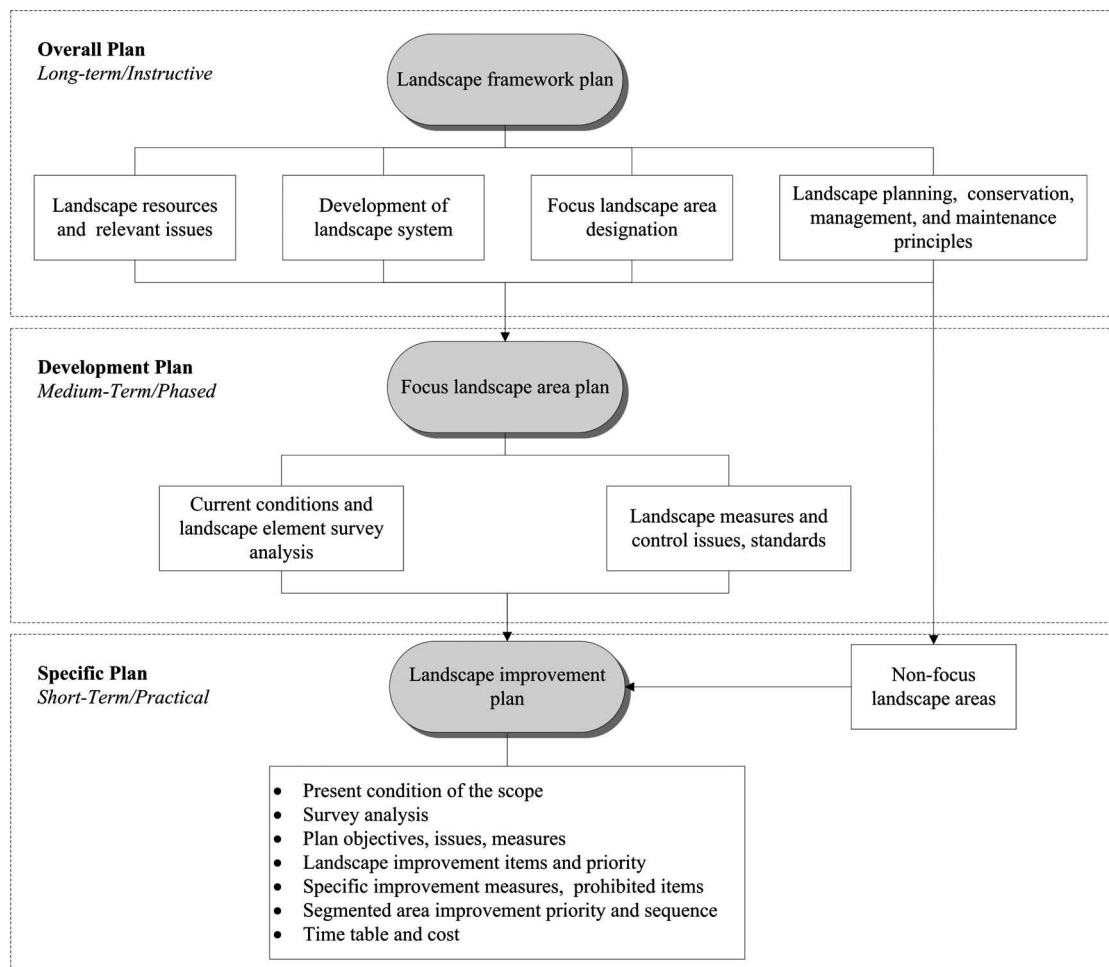 Overall Plan
Long-term/Instructive
Landscape framework plan
Landscape resources
and relevant issues
Development of
landscape system
Focus landscape area
designation
Landscape planning, conservation,
management, and maintenance
principles
Development Plan
Medium-Term/Phased
Focus landscape area plan
Current conditions and
landscape element survey
analysis
Landscape measures and
control issues, standards
Specific Plan
Short-Term/Practical
Landscape improvement
plan
Non-focus
landscape areas
• Present condition of the scope
• Survey analysis
• Plan objectives, issues, measures
• Landscape improvement items and priority
• Specific improvement measures, prohibited items
• Segmented area improvement priority and sequence
• Time table and cost